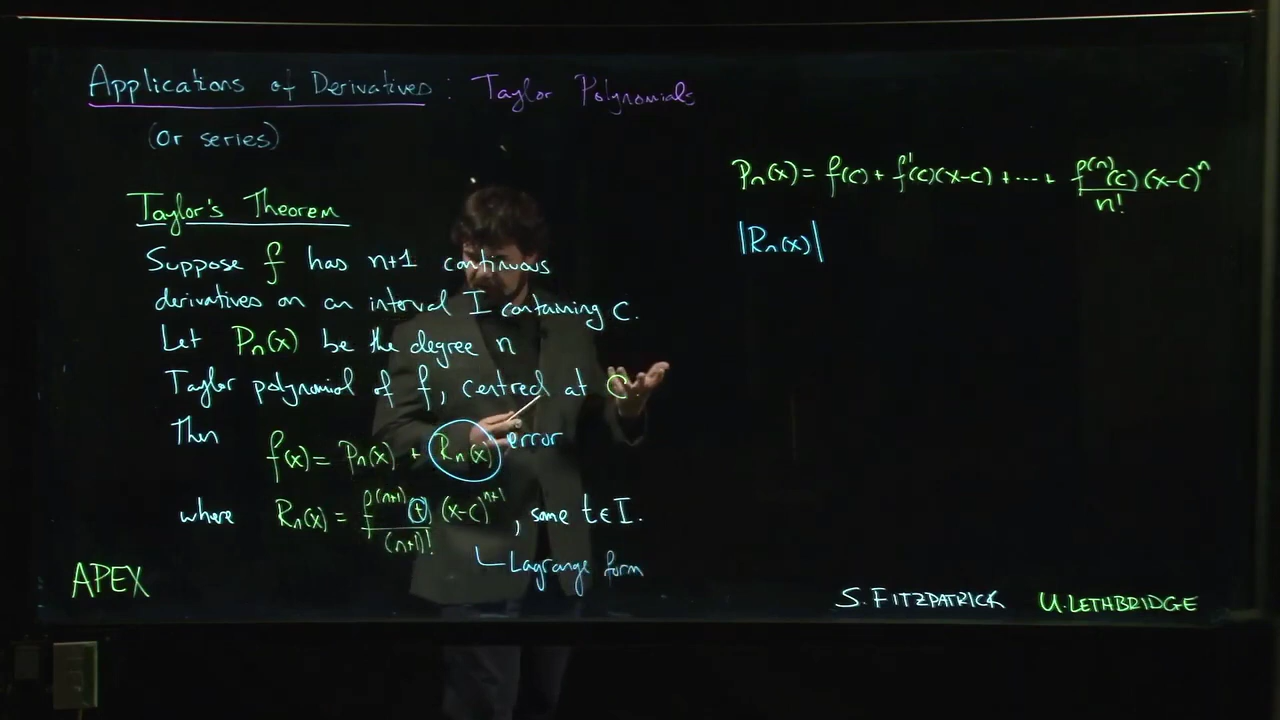 Applications of Derivatives: Taylor Polynomials
(Or series)
Taylor's Theorem
Suppose f has n+1 continuous
derivatives on an interval I containing c.
Let Pn(x) be the degree n
Taylor polynomial of f, centred at c
Then
f(x) = Pn(x) + Rn(x) error
where Rn(x) = f^(n+1)(t)/(n+1)! (x-c)^n+1, some t∈I.
Lagrange form
APEX
Pn(x) = f(c) + f'(c)(x-c) + ··· + f^(n)(c)/n! (x-c)^n
|Rn(x)|
S. FITZPATRICK U. LETHBRIDGE